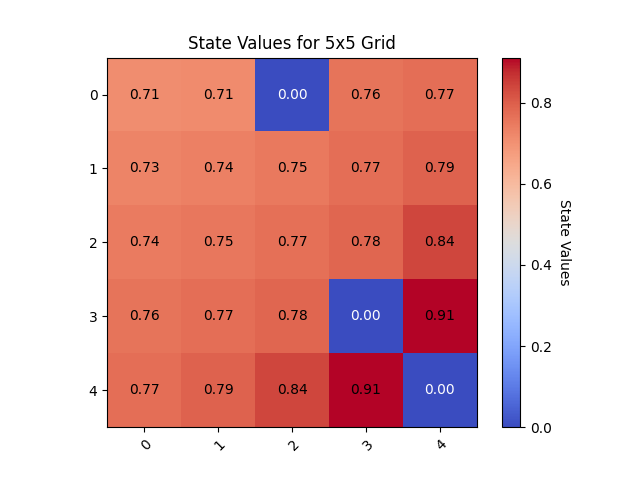 State Values for 5x5 Grid
0 0.71 0.71 0.00 0.76 0.77
1 0.73 0.74 0.75 0.77 0.79
2 0.74 0.75 0.77 0.78 0.84
3 0.76 0.77 0.78 0.00 0.91
4 0.77 0.79 0.84 0.91 0.00
0 1 2 3 4
0.8
0.6
0.4
0.2
0.0
State Values